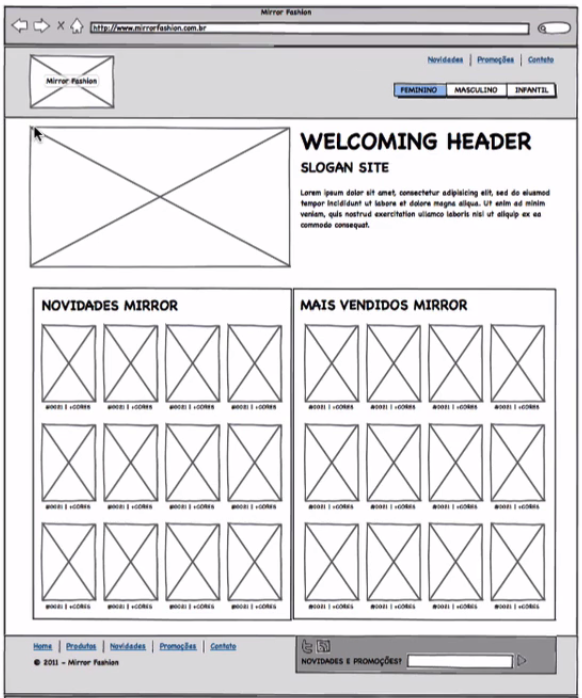 Mirror Fashion
http://www.mirrorfashion.com.br
Novidades | Promoções | Contato
Mirror Fashion
FEMININO MASCULINO INFANTIL
WELCOMING HEADER
SLOGAN SITE
Lorem ipsum dolor sit amet, consectetur adipisicing elit, sed do eiusmod
tempor incididunt ut labore et dolore magna aliqua. Ut enim ad minim
veniam, quis nostrud exercitation ullamco laboris nisi ut aliquip ex ea
commodo consequat.
NOVIDADES MIRROR
#0021 | +CORES #0021 | +CORES #0021 | +CORES #0021 | +CORES
#0021 | +CORES #0021 | +CORES #0021 | +CORES #0021 | +CORES
#0021 | +CORES #0021 | +CORES #0021 | +CORES #0021 | +CORES
MAIS VENDIDOS MIRROR
#0021 | +CORES #0021 | +CORES #0021 | +CORES #0021 | +CORES
#0021 | +CORES #0021 | +CORES #0021 | +CORES #0021 | +CORES
#0021 | +CORES #0021 | +CORES #0021 | +CORES #0021 | +CORES
Home | Produtos | Novidades | Promoções | Contato
© 2011 - Mirror Fashion
NOVIDADES E PROMOÇÕES?